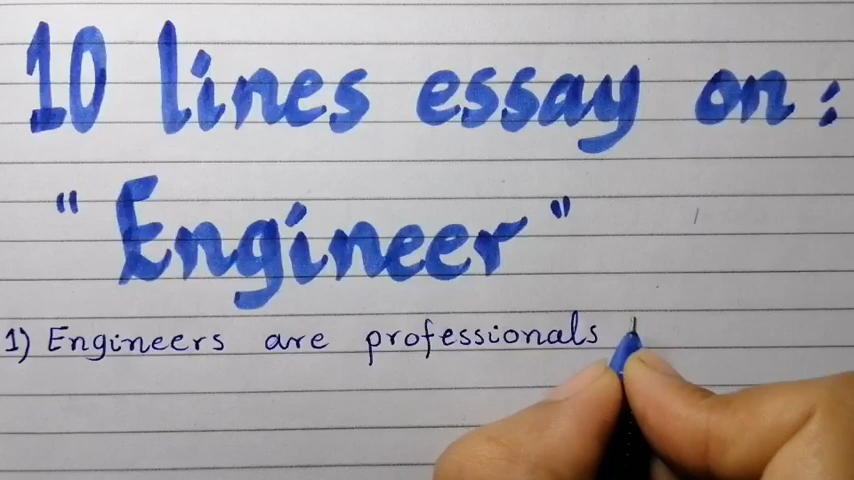 10 lines essay on :
" Engineer "
1) Engineers are professionals